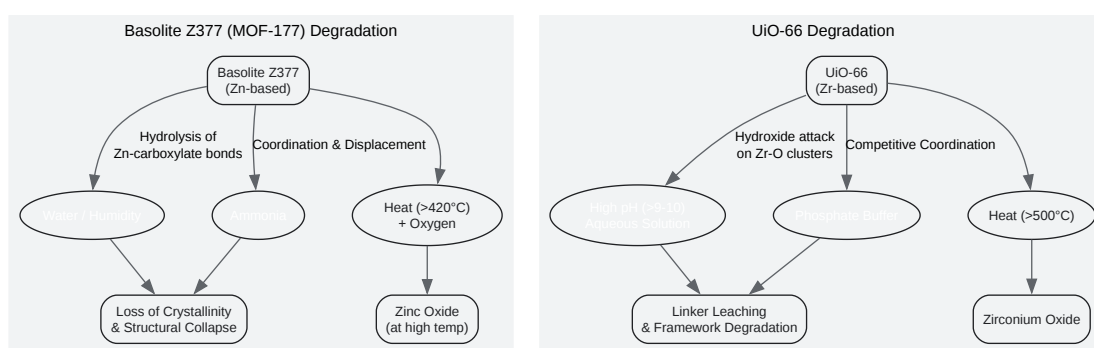 Basolite Z377 (MOF-177) Degradation
Basolite Z377
(Zn-based)
Hydrolysis of
Zn-carboxylate bonds
Coordination & Displacement
Water / Humidity
Ammonia
Heat (>420°C)
+ Oxygen
Loss of Crystallinity
& Structural Collapse
Zinc Oxide
(at high temp)
UiO-66 Degradation
UiO-66
(Zr-based)
Hydroxide attack
on Zr-O clusters
Competitive Coordination
High pH (>9-10)
Aqueous Solution
Phosphate Buffer
Heat (>500°C)
Linker Leaching
& Framework Degradation
Zirconium Oxide